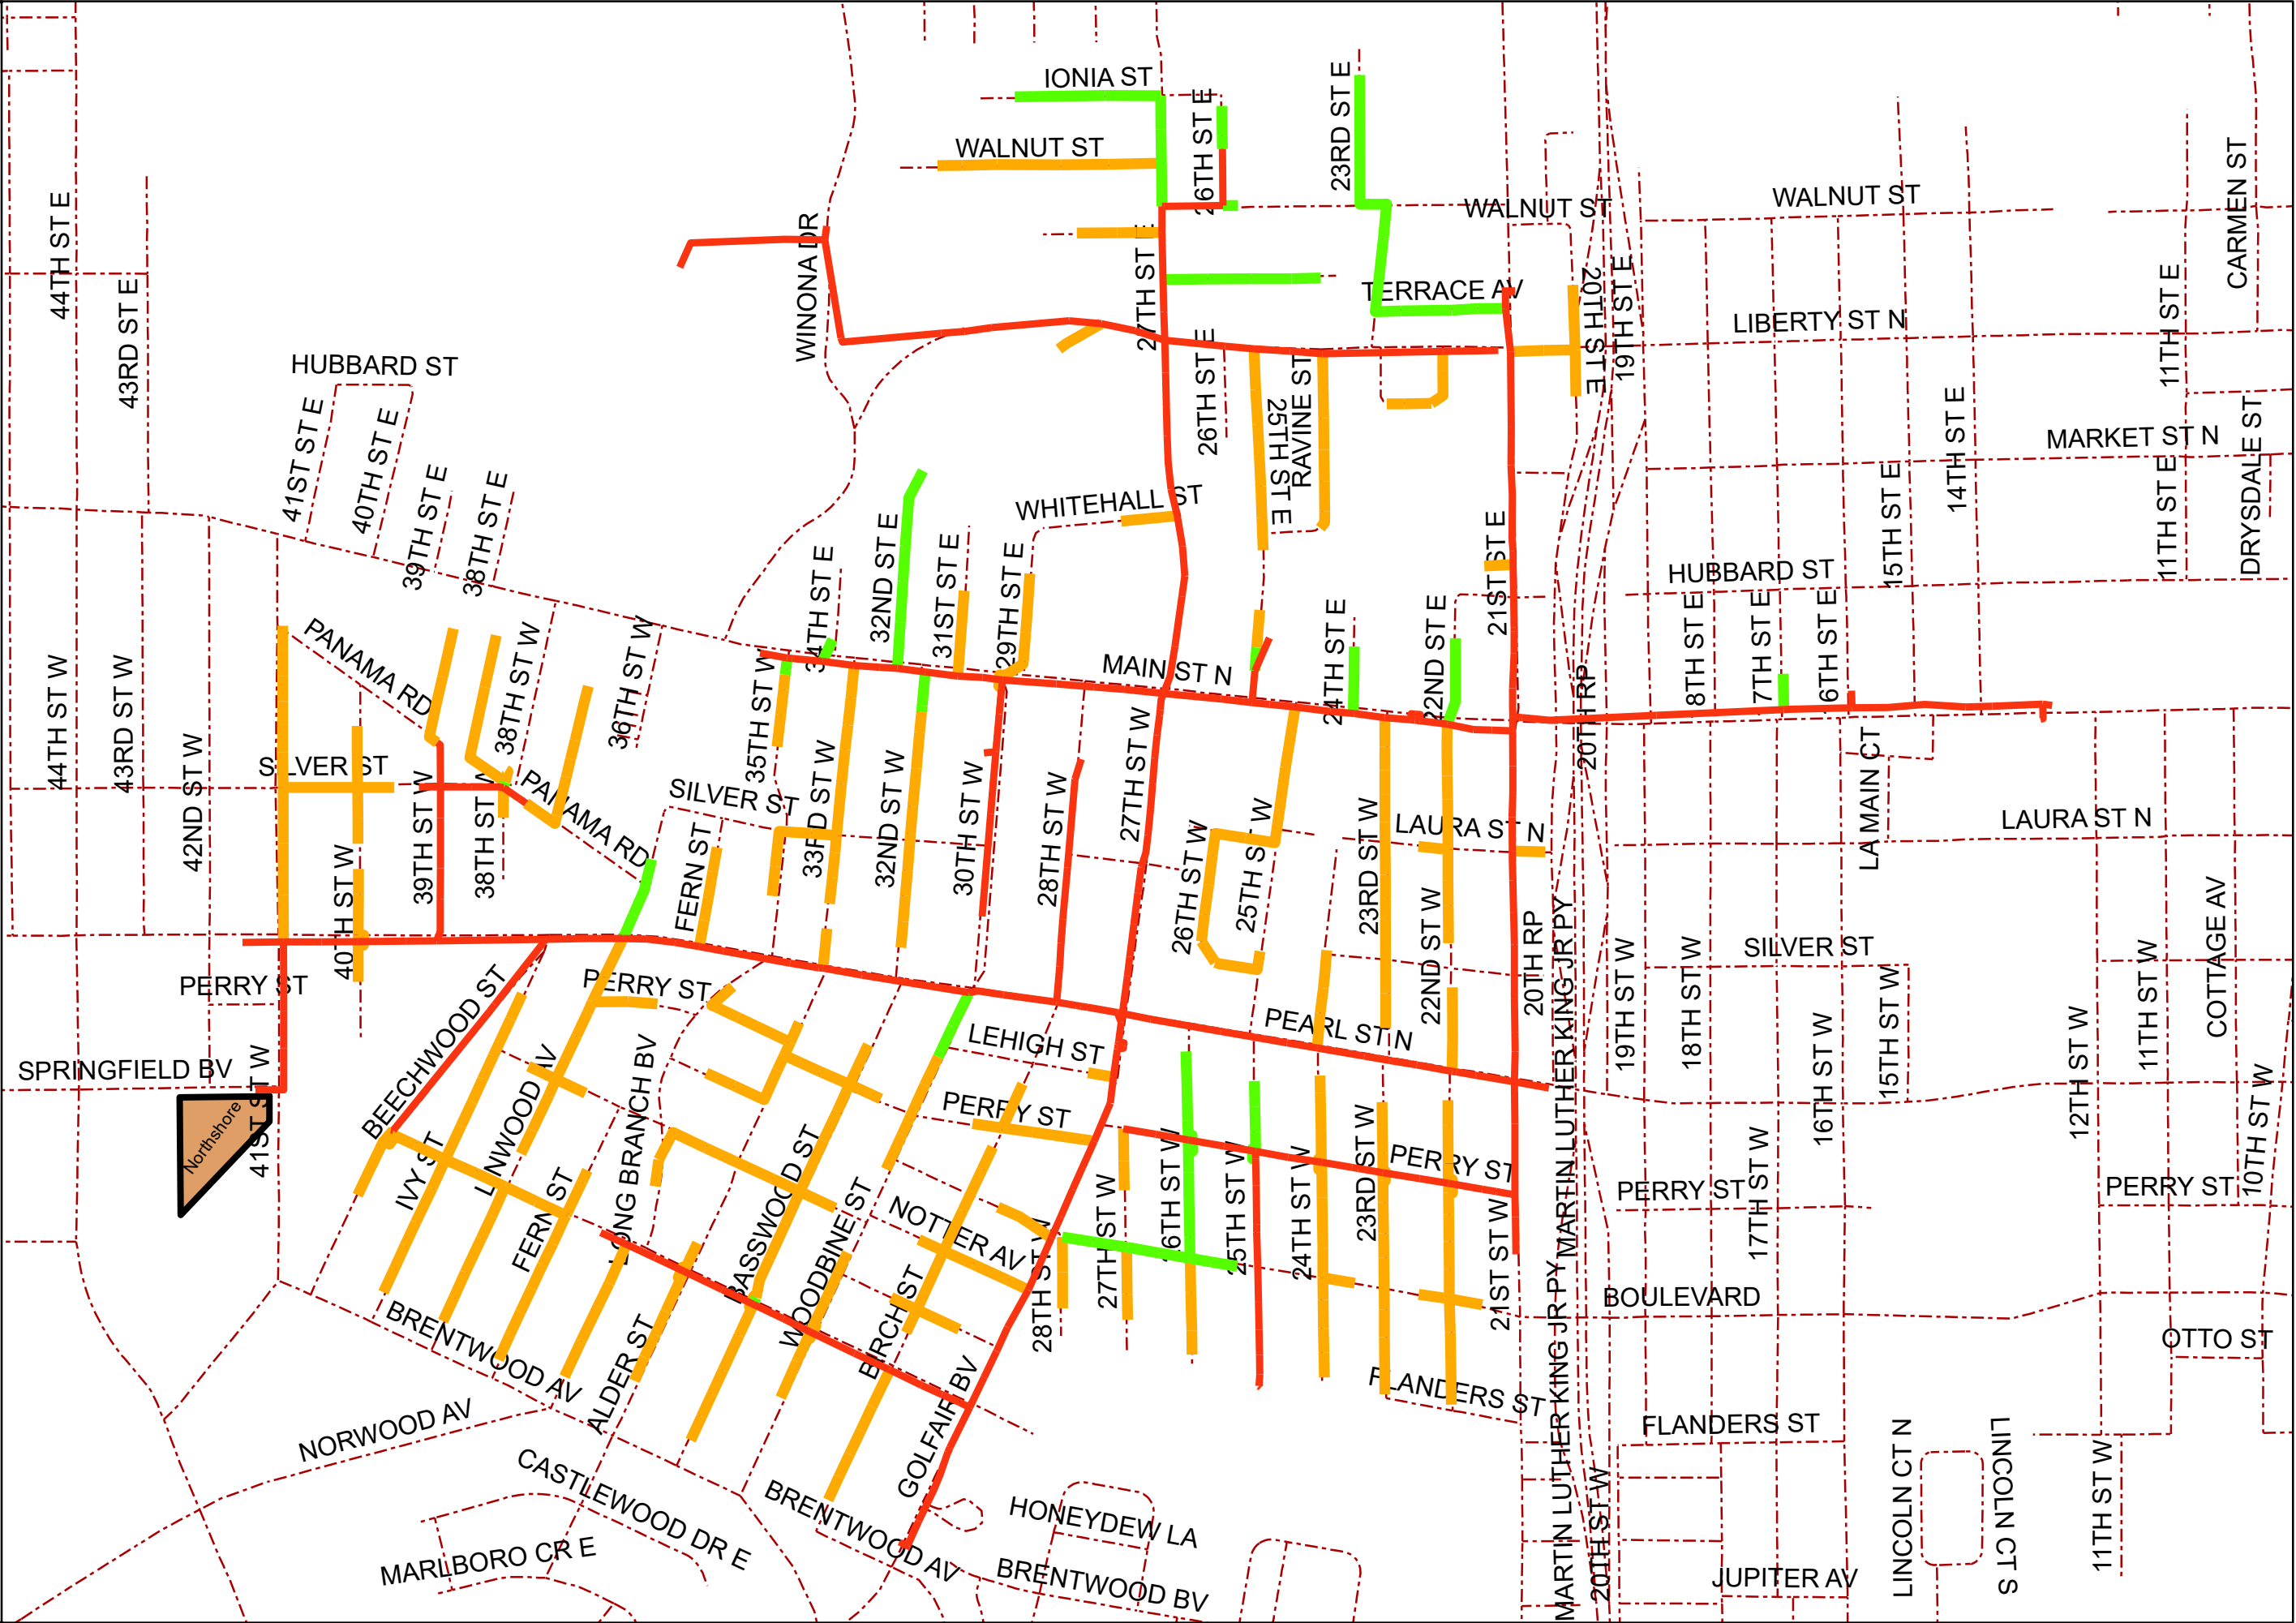 IONIA ST
26TH ST E
23RD ST E
WALNUT ST
CARMEN ST
44TH ST E
WALNUT ST
WALNUT ST
WINONA DR
27TH ST E
43RD ST E
TERRACE AV
20TH ST E
19TH ST E
LIBERTY ST N
11TH ST E
HUBBARD ST
26TH ST E
25TH ST E
RAVINE ST
41ST ST E
40TH ST E
39TH ST E
38TH ST E
14TH ST E
MARKET ST N
DRYSDALE ST
WHITEHALL ST
15TH ST E
11TH ST E
34TH ST E
32ND ST E
31ST ST E
29TH ST E
21ST ST E
HUBBARD ST
24TH ST E
22ND ST E
8TH ST E
7TH ST E
6TH ST E
PANAMA RD
38TH ST W
36TH ST W
35TH ST W
MAIN ST N
20TH RP
44TH ST W
43RD ST W
42ND ST W
SILVER ST
39TH ST W
38TH ST W
PANAMA RD
SILVER ST
33RD ST W
32ND ST W
30TH ST W
28TH ST W
27TH ST W
26TH ST W
25TH ST W
23RD ST W
LAURA ST N
LA MAIN CT
LAURA ST N
40TH ST W
FERN ST
22ND ST W
20TH RP
MARTIN LUTHER KING JR PY
19TH ST W
18TH ST W
SILVER ST
15TH ST W
11TH ST W
COTTAGE AV
PERRY ST
BEECHWOOD ST
PERRY ST
LEHIGH ST
PEARL ST N
16TH ST W
12TH ST W
10TH ST W
SPRINGFIELD BV
41ST ST W
Northshore
IVY ST
LINWOOD AV
LONG BRANCH BV
PERRY ST
PERRY ST
FERN ST
BASSWOOD ST
WOODBINE ST
NOTTER AV
28TH ST W
27TH ST W
26TH ST W
25TH ST W
24TH ST W
23RD ST W
21ST ST W
PERRY ST
17TH ST W
PERRY ST
BOULEVARD
OTTO ST
BRENTWOOD AV
ALDER ST
BIRCH ST
GOLFAIR BV
FLANDERS ST
MARTIN LUTHER KING JR PY
FLANDERS ST
NORWOOD AV
CASTLEWOOD DR E
BRENTWOOD AV
HONEYDEW LA
20TH ST W
LINCOLN CT N
LINCOLN CT S
11TH ST W
MARLBORO CR E
BRENTWOOD BV
JUPITER AV